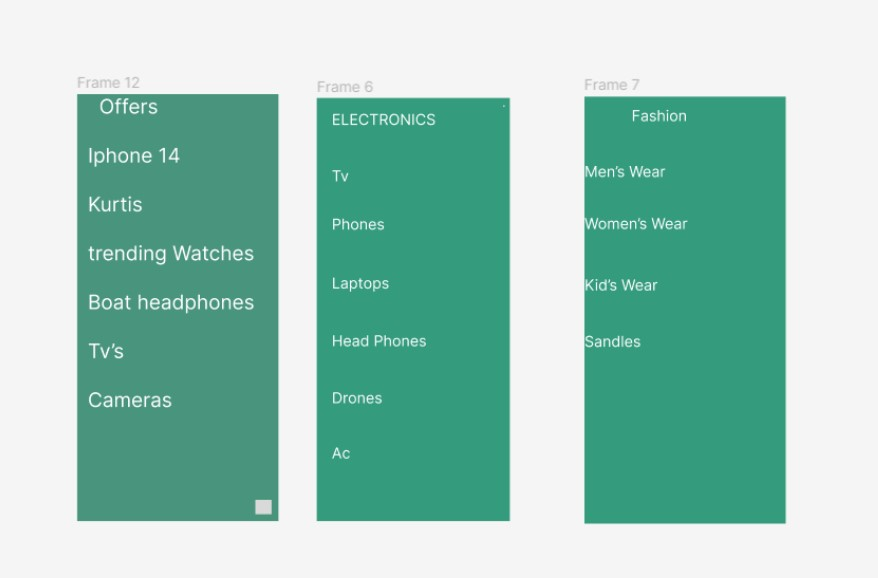 Frame 12
Offers
Iphone 14
Kurtis
trending Watches
Boat headphones
Tv's
Cameras
Frame 6
ELECTRONICS
Tv
Phones
Laptops
Head Phones
Drones
Ac
Frame 7
Fashion
Men's Wear
Women's Wear
Kid's Wear
Sandles